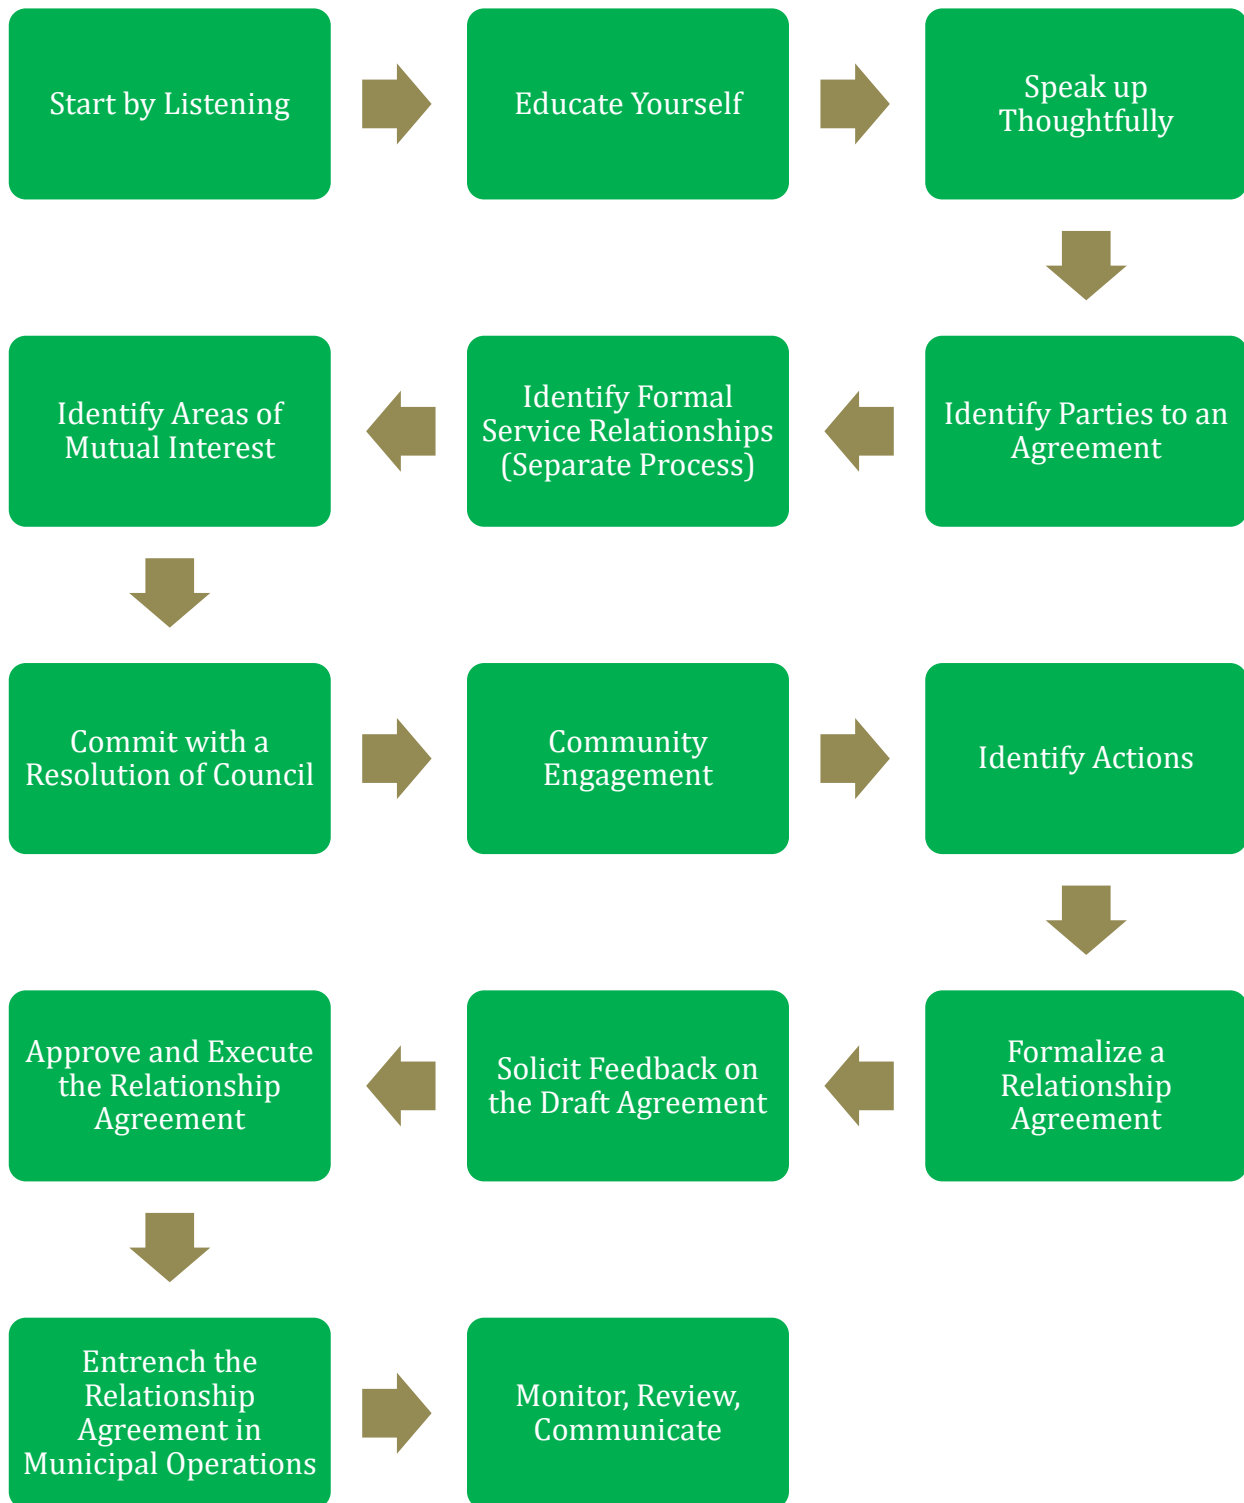 Start by Listening
Educate Yourself
Speak up
Thoughtfully
Identify Parties to an
Agreement
Identify Formal
Service Relationships
(Separate Process)
Identify Areas of
Mutual Interest
Commit with a
Resolution of Council
Community
Engagement
Identify Actions
Formalize a
Relationship
Agreement
Solicit Feedback on
the Draft Agreement
Approve and Execute
the Relationship
Agreement
Entrench the
Relationship
Agreement in
Municipal Operations
Monitor, Review,
Communicate